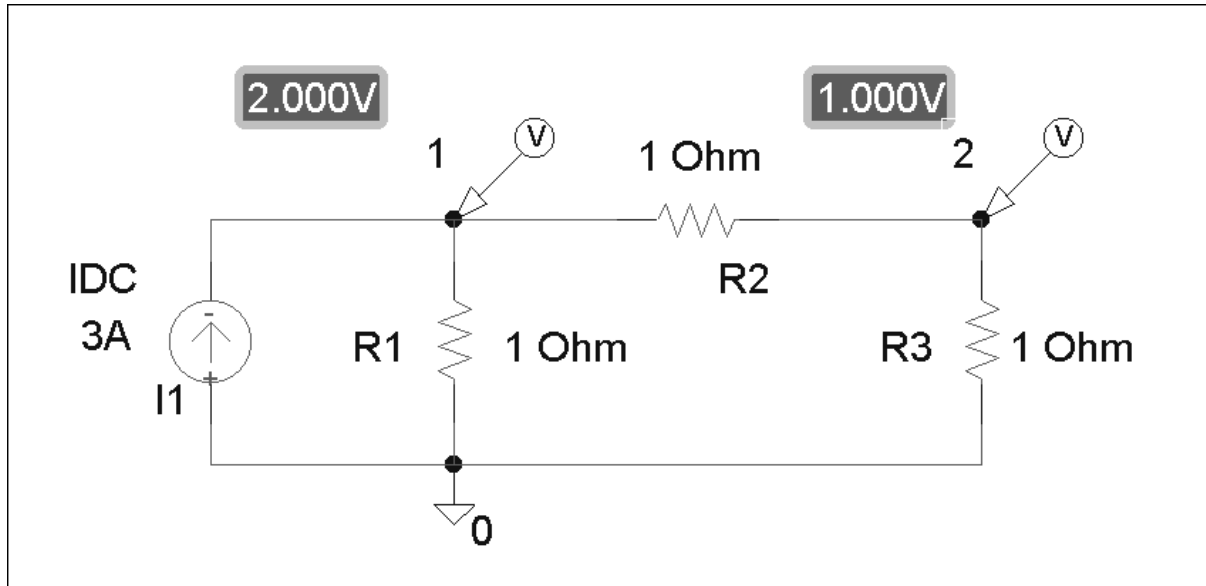 2.000V
1.000V
1
V
1 Ohm
2
V
IDC
3A
-
+
I1
R1
1 Ohm
R2
R3
1 Ohm
0